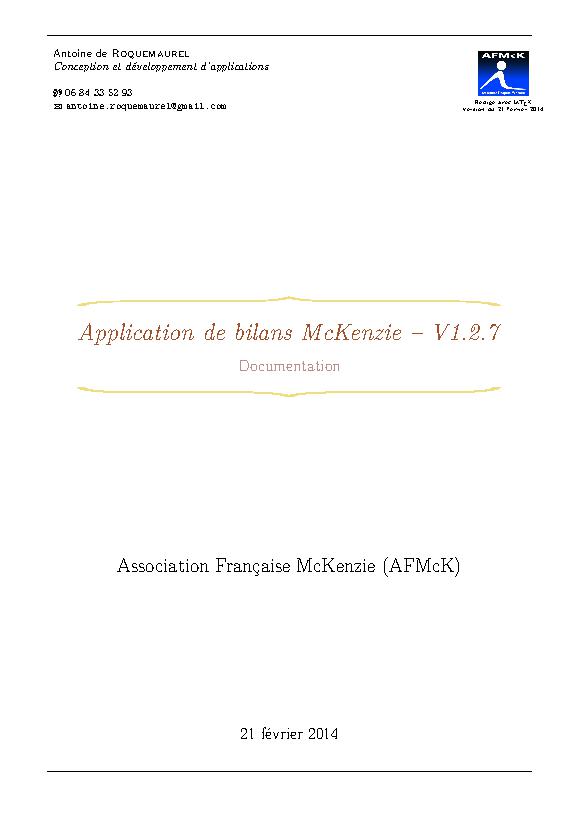 Antoine de ROQUEMAUREL
Conception et développement d'applications
06 84 33 52 93
antoine.roquemaurel@gmail.com
AFMcK
Rédigé avec LATEX
Version du 21 février 2014
Application de bilans McKenzie – V1.2.7
Documentation
Association Française McKenzie (AFMcK)
21 février 2014